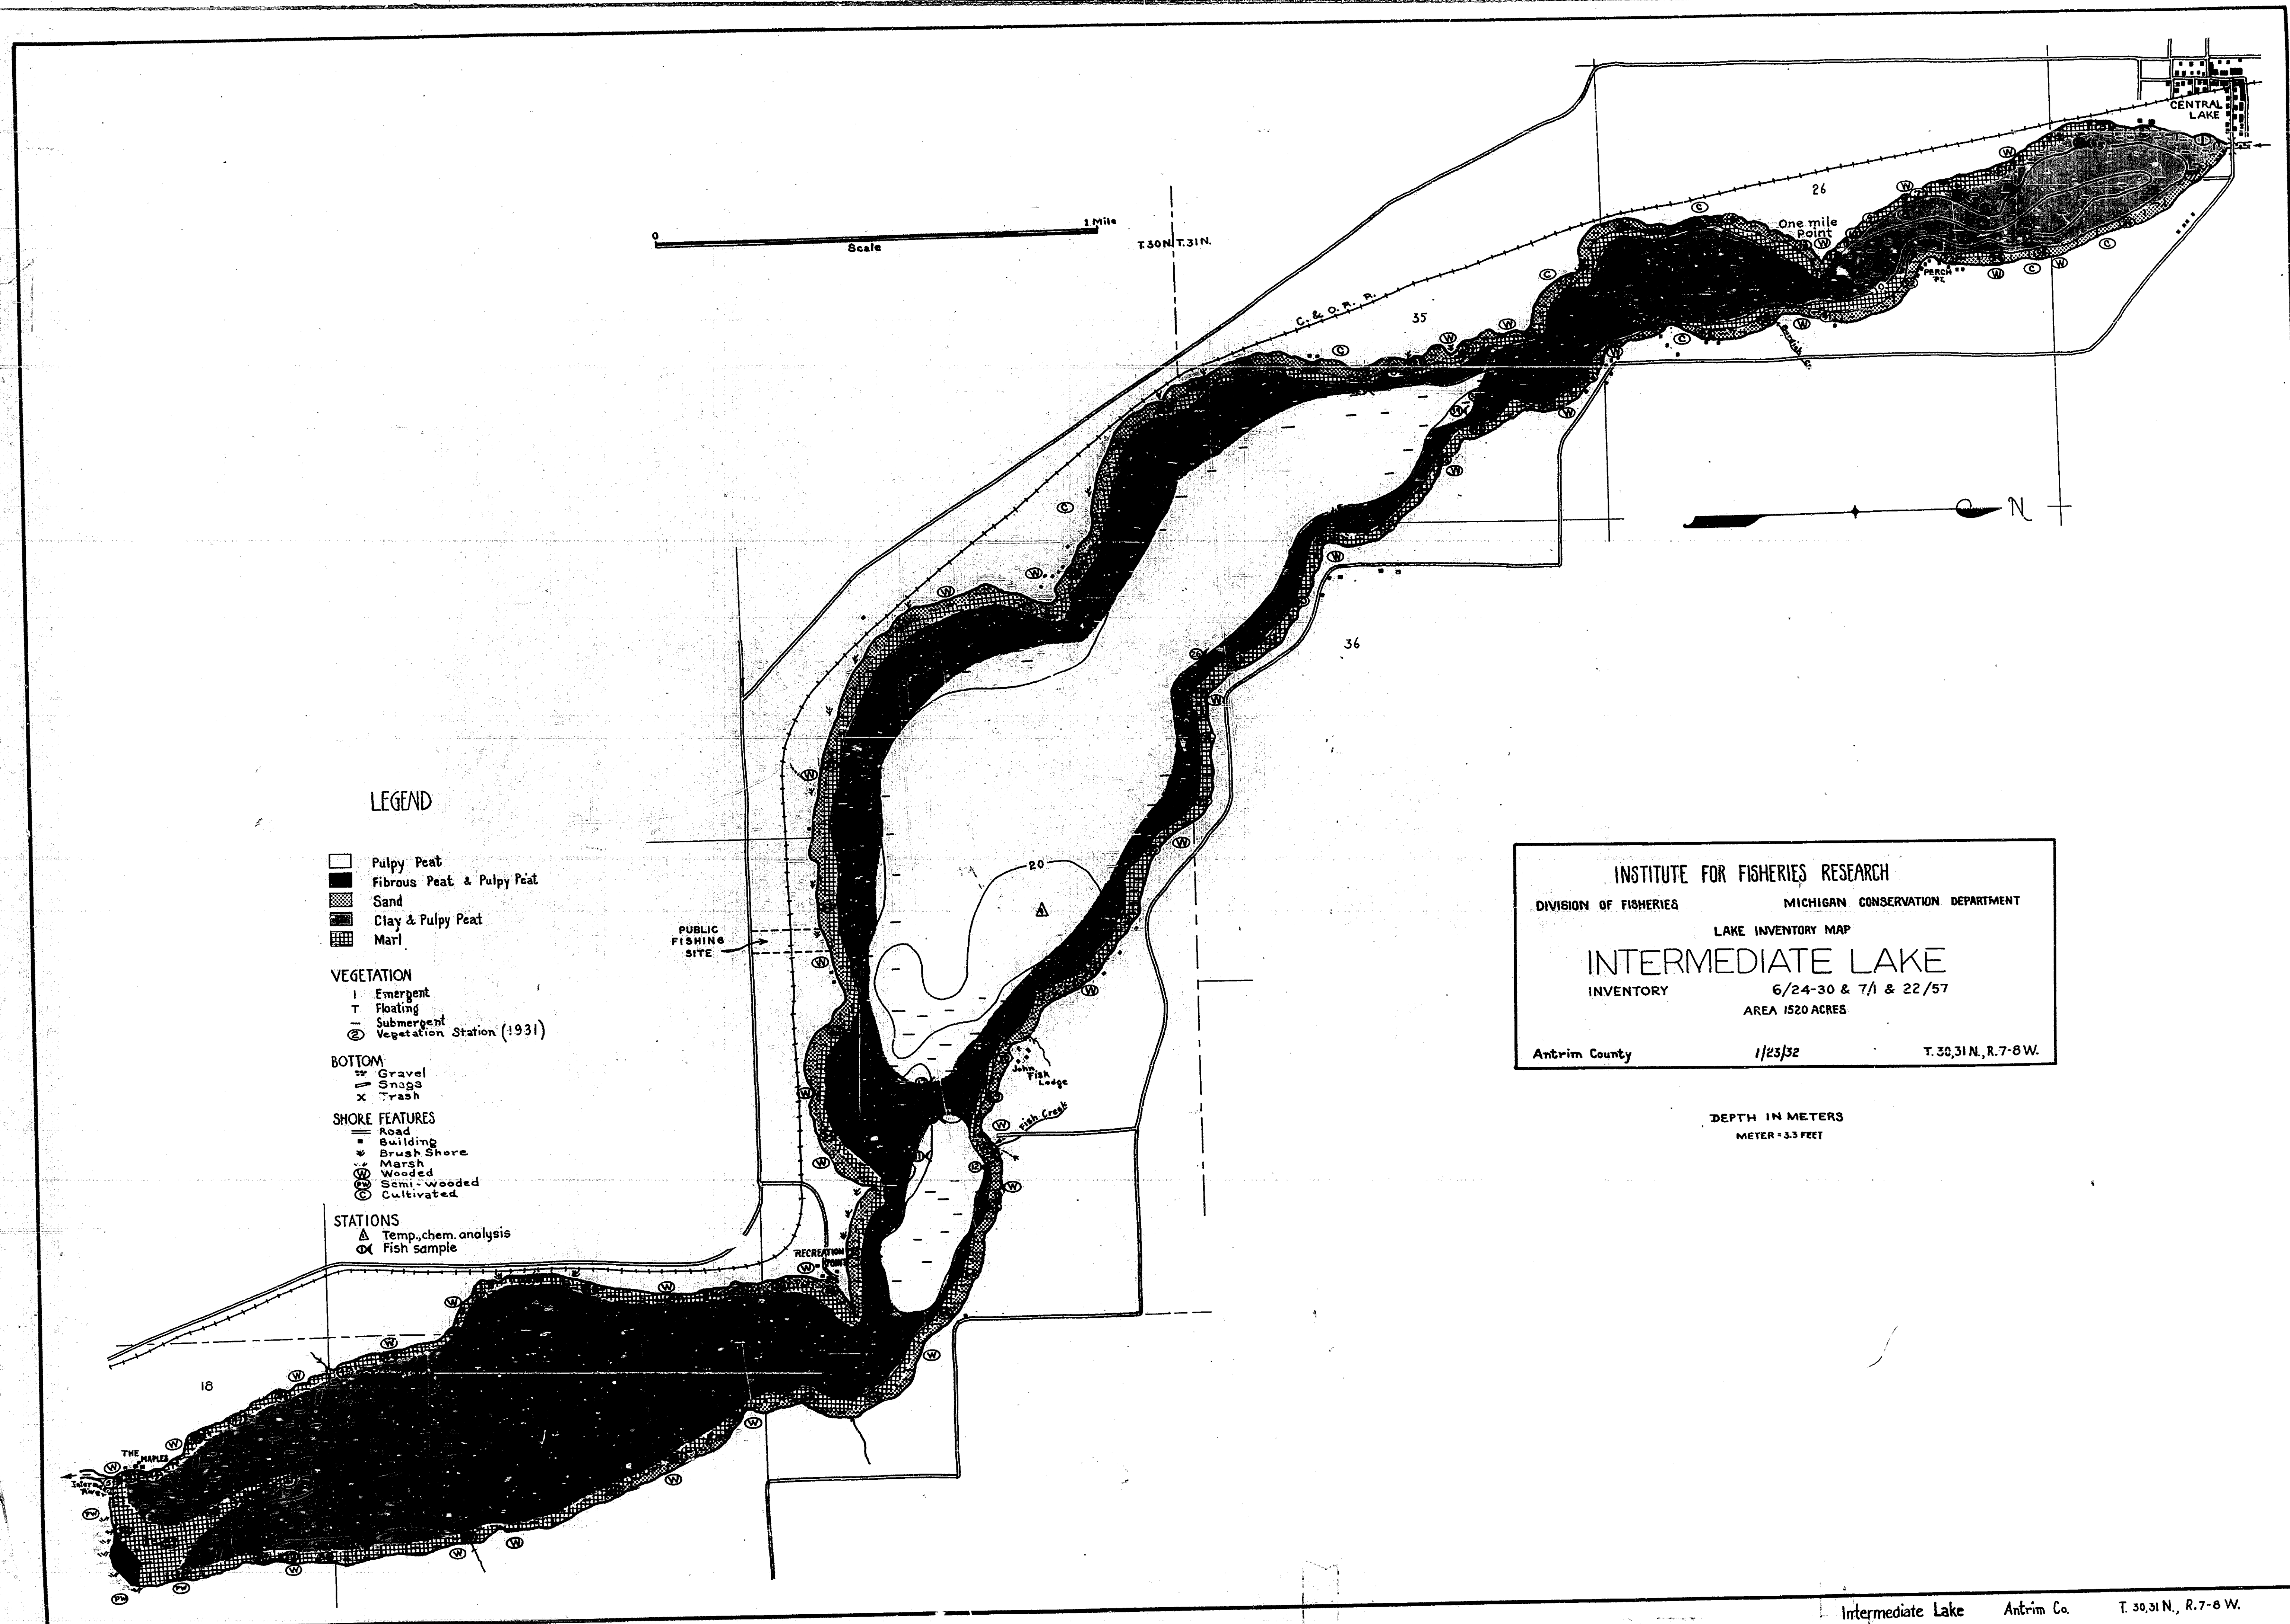 CENTRAL
LAKE
26
One mile
Point
PERCH
PT.
1 Mile
0
Scale
T.30N. T.31N.
C. & O. R. R.
35
N
36
LEGEND
Pulpy Peat
Fibrous Peat & Pulpy Peat
Sand
Clay & Pulpy Peat
Marl
VEGETATION
Emergent
Floating
Submergent
2 Vegetation Station (1931)
BOTTOM
Gravel
Snags
x Trash
SHORE FEATURES
Road
Building
Brush Shore
Marsh
W Wooded
PW Semi-wooded
C Cultivated
STATIONS
Temp., chem. analysis
Fish sample
20
PUBLIC
FISHING
SITE
John
Fish
Lodge
Fish Creek
RECREATION
POINT
18
THE
MAPLES
River
INSTITUTE FOR FISHERIES RESEARCH
DIVISION OF FISHERIES MICHIGAN CONSERVATION DEPARTMENT
LAKE INVENTORY MAP
INTERMEDIATE LAKE
INVENTORY 6/24-30 & 7/1 & 22/57
AREA 1520 ACRES
Antrim County 1/23/32 T. 30,31 N., R. 7-8 W.
DEPTH IN METERS
METER = 3.3 FEET
Intermediate Lake Antrim Co. T. 30,31 N., R. 7-8 W.